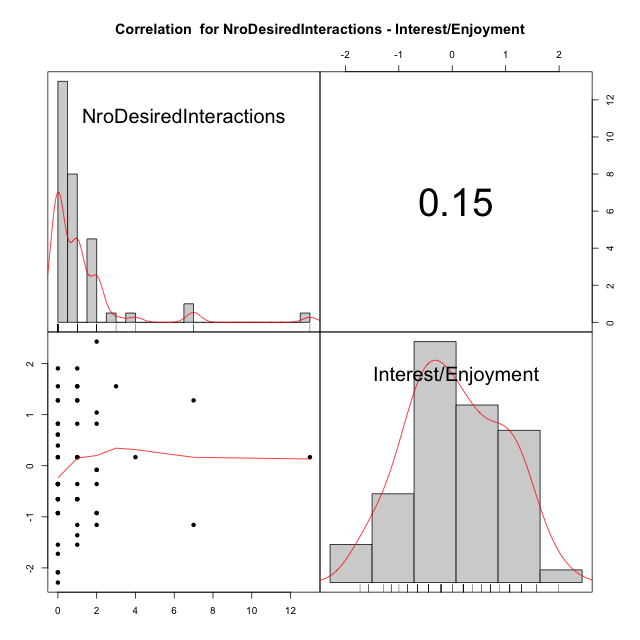 Correlation  for NroDesiredInteractions - Interest/Enjoyment
-2 -1 0 1 2
NroDesiredInteractions
0.15
0 2 4 6 8 10 12
Interest/Enjoyment
-2 -1 0 1 2
0 2 4 6 8 10 12